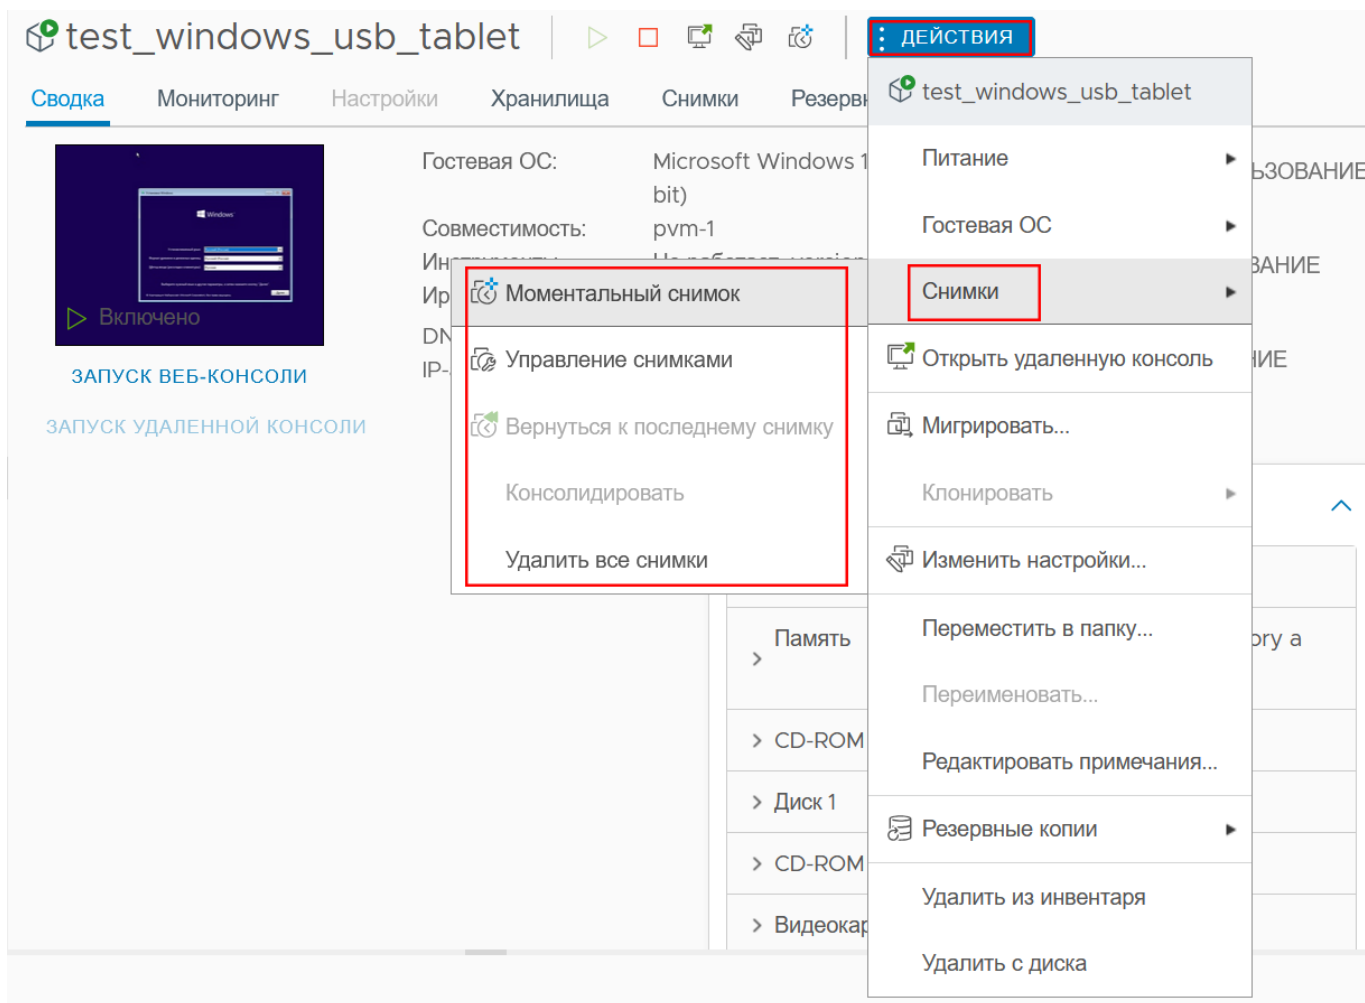 test_windows_usb_tablet
ДЕЙСТВИЯ
Сводка
Мониторинг
Настройки
Хранилища
Снимки
test_windows_usb_tablet
Питание
Гостевая ОС
Снимки
Открыть удаленную консоль
Мигрировать...
Клонировать
Изменить настройки...
Переместить в папку...
Переименовать...
Редактировать примечания...
Резервные копии
Удалить из инвентаря
Удалить с диска
Windows
Включено
ЗАПУСК ВЕБ-КОНСОЛИ
ЗАПУСК УДАЛЕННОЙ КОНСОЛИ
Гостевая ОС:
Microsoft Windows 1
bit)
Совместимость:
pvm-1
DN
IP-
Моментальный снимок
Управление снимками
Вернуться к последнему снимку
Консолидировать
Удалить все снимки
Память
ory a
CD-ROM
Диск 1
CD-ROM
Видеокар
ЬЗОВАНИЕ
ВАНИЕ
ИЕ